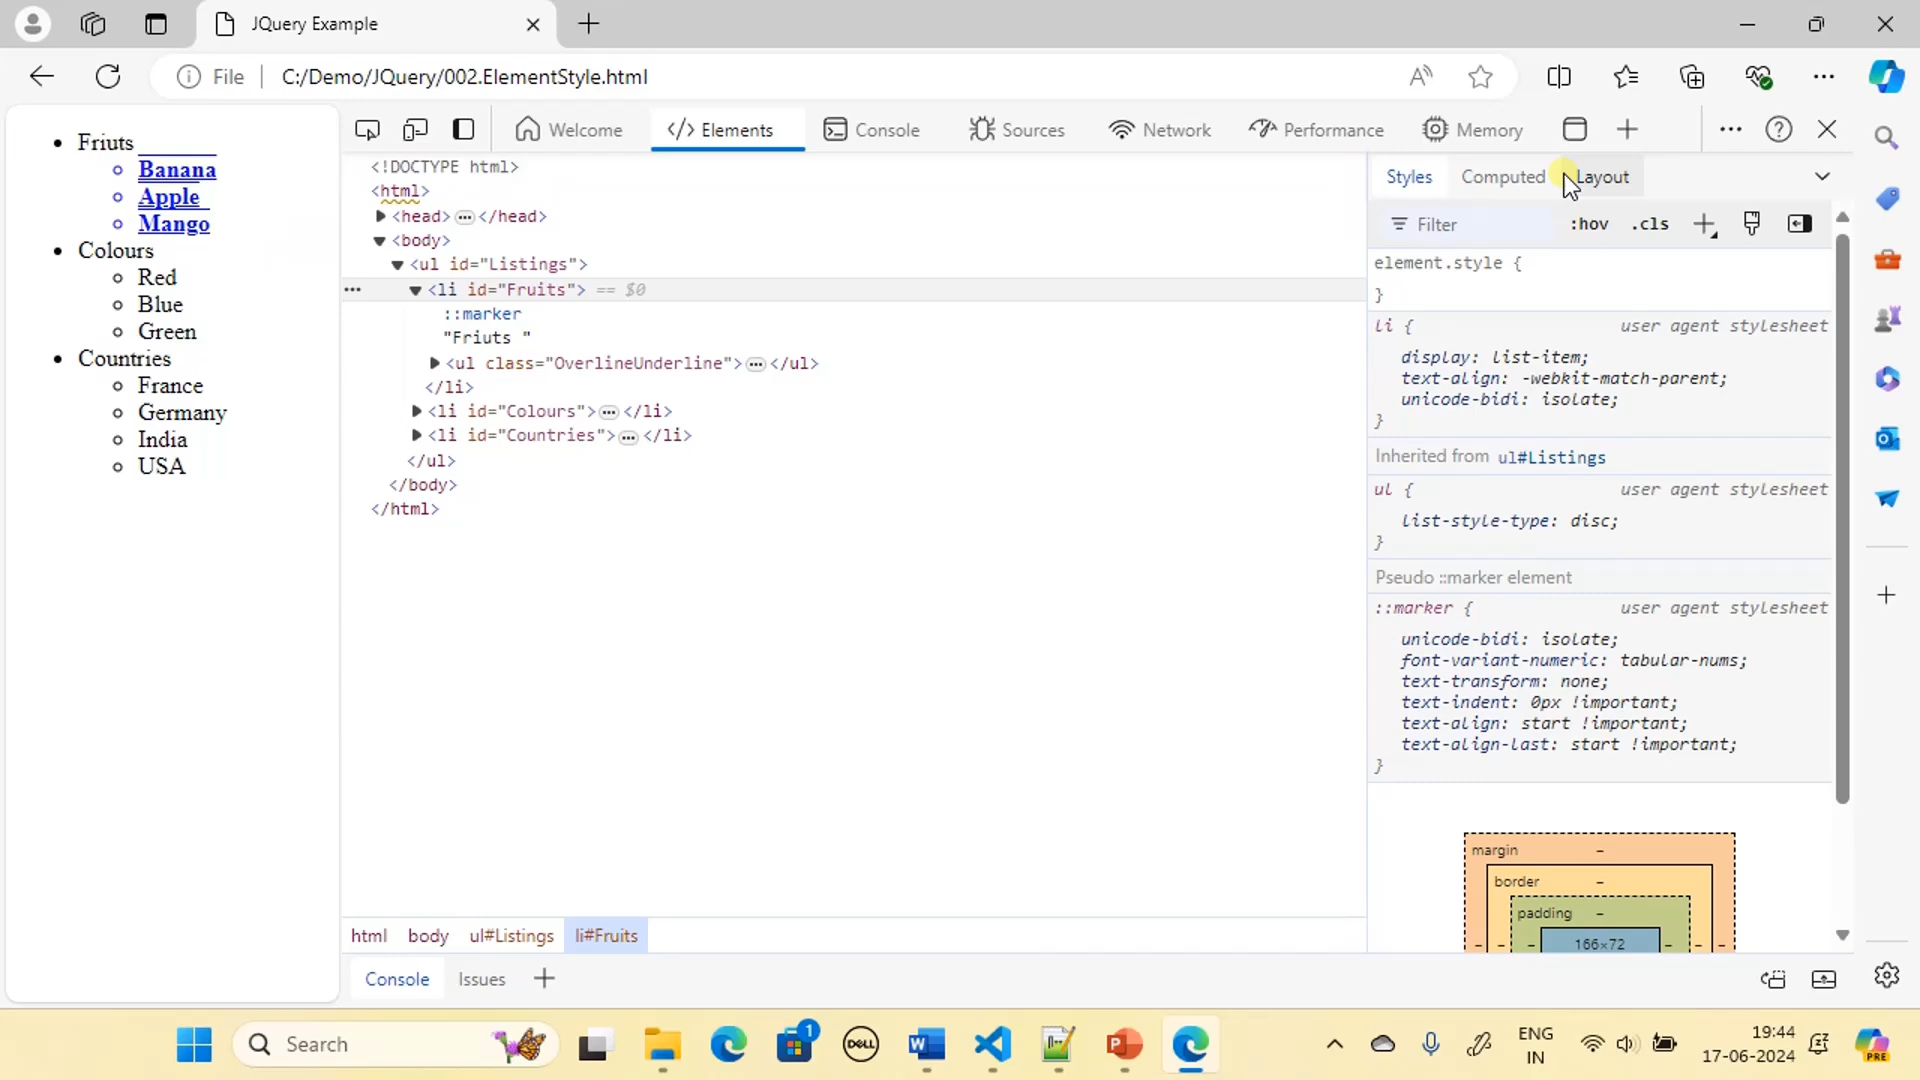 JQuery Example
File C:/Demo/JQuery/002.ElementStyle.html
Friuts
Banana
Apple
Mango
Colours
Red
Blue
Green
Countries
France
Germany
India
USA
Welcome </> Elements Console Sources Network Performance Memory
<!DOCTYPE html>
<html>
<head> ... </head>
<body>
<ul id="Listings">
... <li id="Fruits"> == $0
::marker
"Friuts "
<ul class="OverlineUnderline"> ... </ul>
</li>
<li id="Colours"> ... </li>
<li id="Countries"> ... </li>
</ul>
</body>
</html>
html body ul#Listings li#Fruits
Console Issues
Styles Computed Layout
Filter :hov .cls
element.style {
}
li { user agent stylesheet
display: list-item;
text-align: -webkit-match-parent;
unicode-bidi: isolate;
}
Inherited from ul#Listings
ul { user agent stylesheet
list-style-type: disc;
}
Pseudo ::marker element
::marker { user agent stylesheet
unicode-bidi: isolate;
font-variant-numeric: tabular-nums;
text-transform: none;
text-indent: 0px !important;
text-align: start !important;
text-align-last: start !important;
}
margin –
border –
padding –
– – – 166×72 – – –
Search
1
DELL
ENG
IN
19:44
17-06-2024
PRE